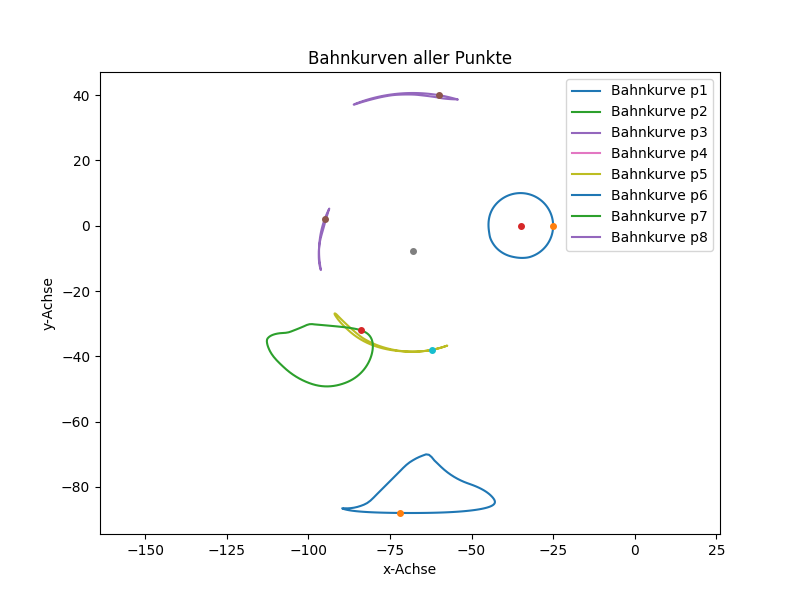 Bahnkurven aller Punkte
y-Achse
40
20
0
−20
−40
−60
−80
Bahnkurve p1
Bahnkurve p2
Bahnkurve p3
Bahnkurve p4
Bahnkurve p5
Bahnkurve p6
Bahnkurve p7
Bahnkurve p8
−150 −125 −100 −75 −50 −25 0 25
x-Achse